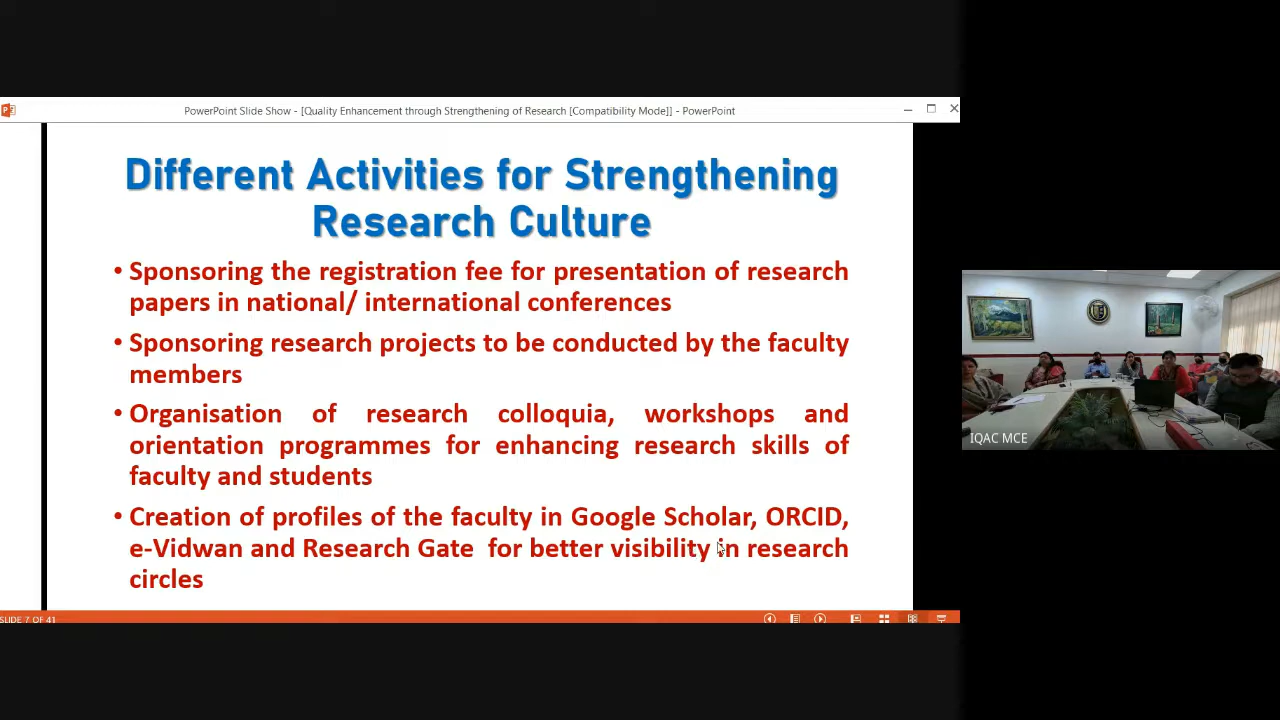 PowerPoint Slide Show - [Quality Enhancement through Strengthening of Research [Compatibility Mode]] - PowerPoint
Different Activities for Strengthening
Research Culture
• Sponsoring the registration fee for presentation of research
papers in national/ international conferences
• Sponsoring research projects to be conducted by the faculty
members
• Organisation of research colloquia, workshops and
orientation programmes for enhancing research skills of
faculty and students
• Creation of profiles of the faculty in Google Scholar, ORCID,
e-Vidwan and Research Gate for better visibility in research
circles
SLIDE 7 OF 41
IQAC MCE